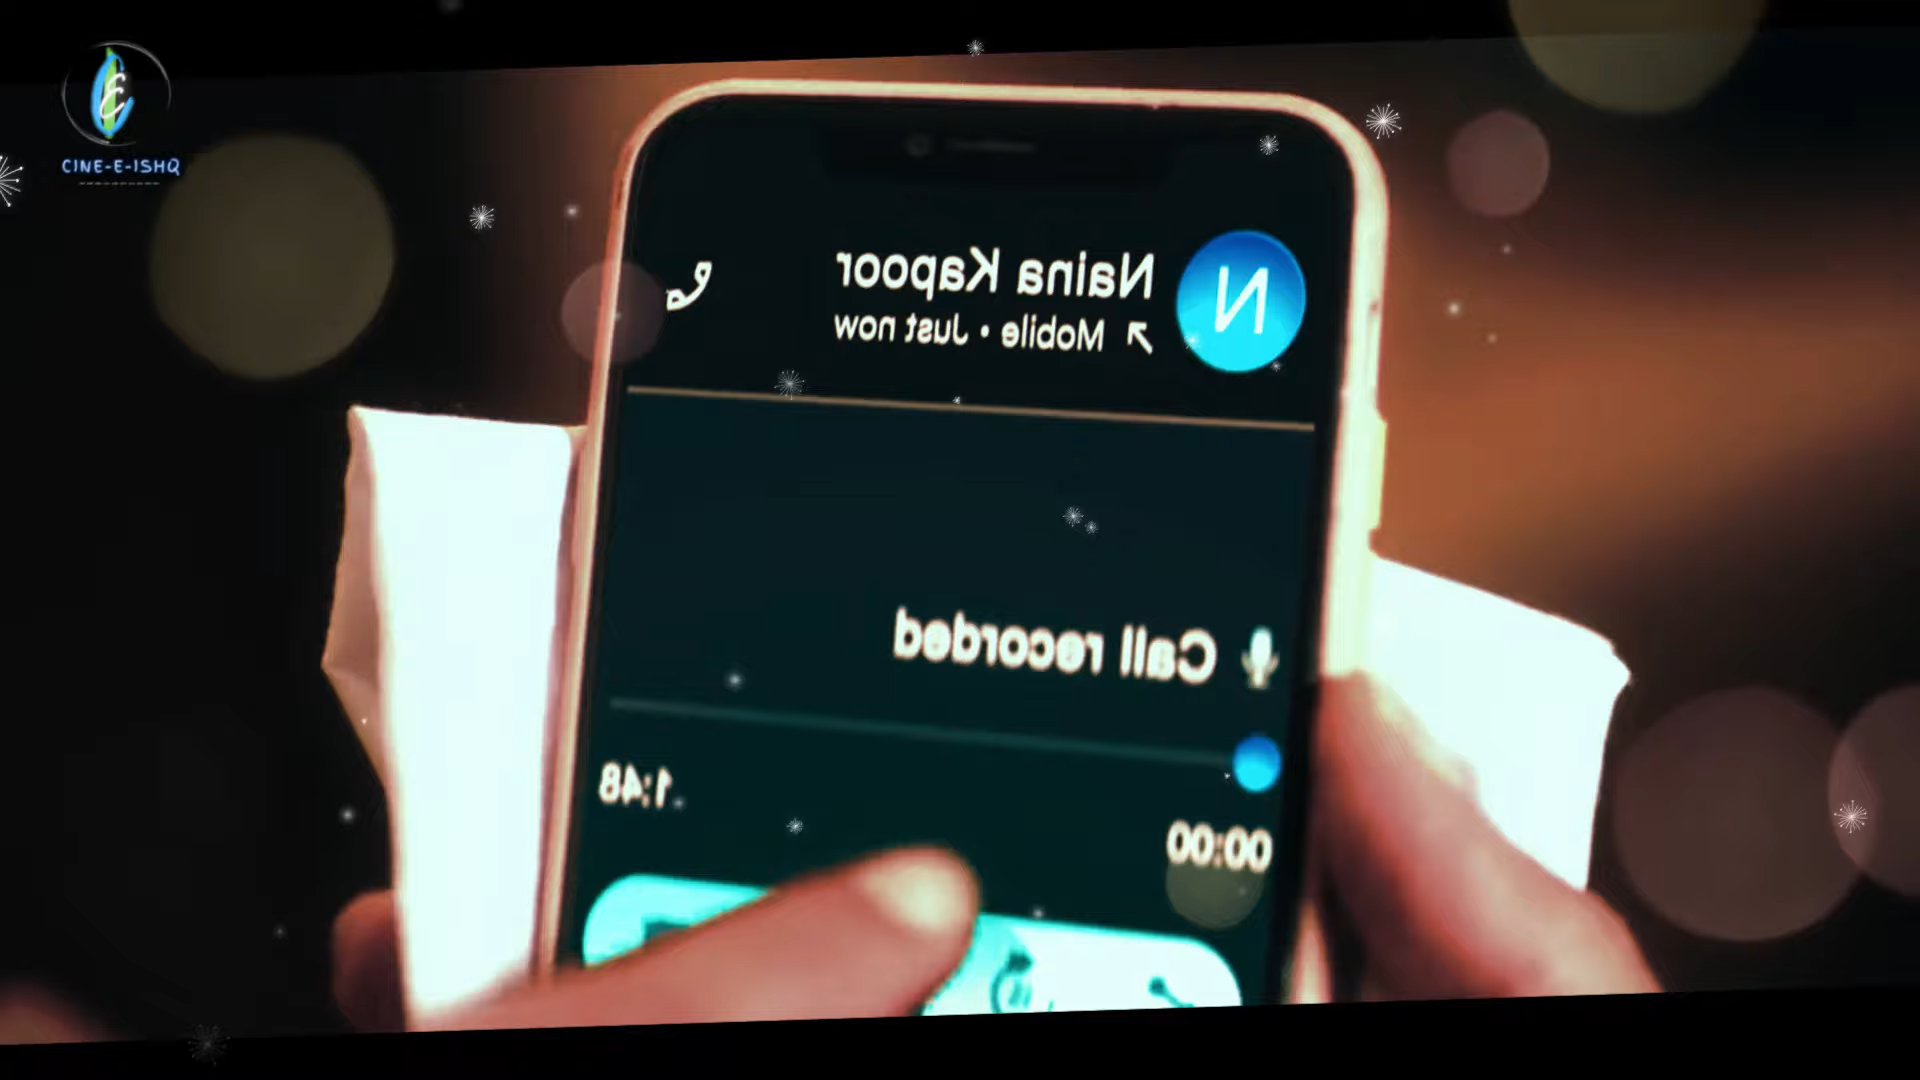 CINE-E-ISHQ
N
Naina Kapoor
Mobile • Just now
Call recorded
1:48
00:00